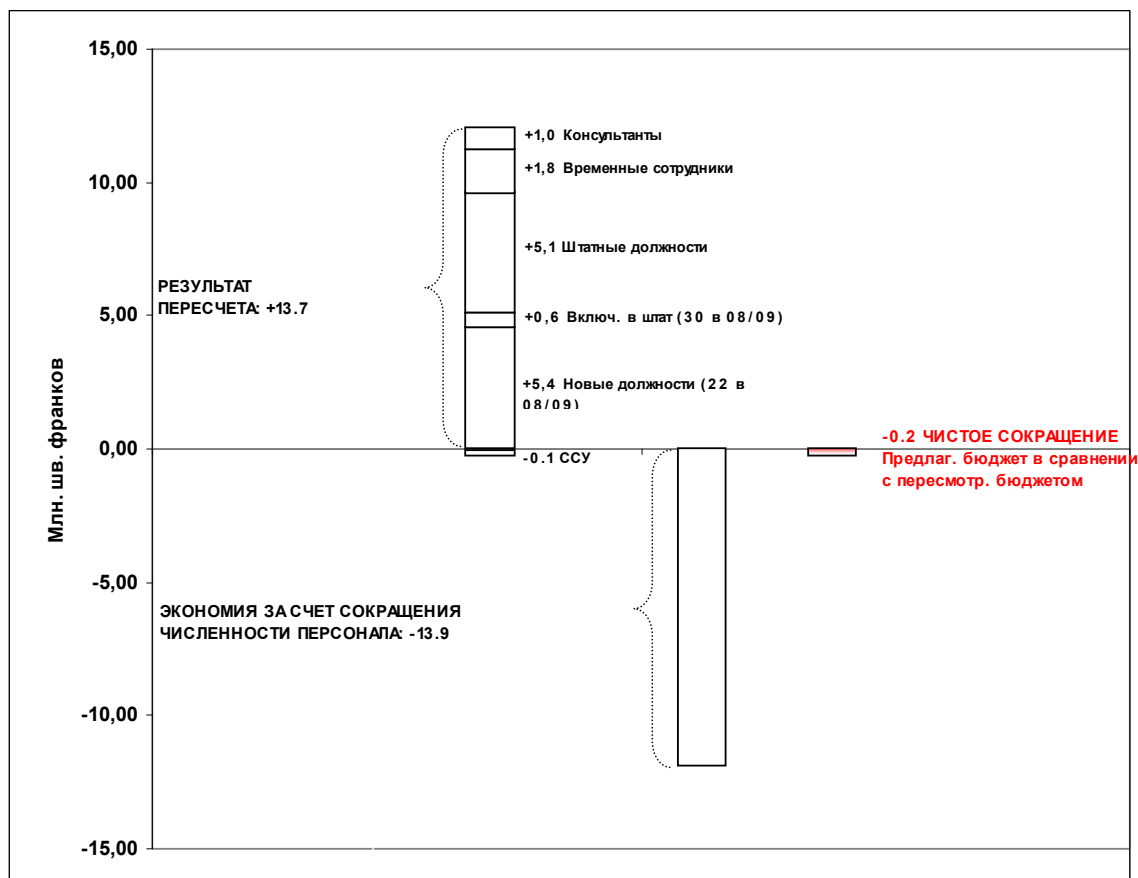 15,00
+1,0 Консультанты
+1,8 Временные сотрудники
10,00
+5,1 Штатные должности
РЕЗУЛЬТАТ
ПЕРЕСЧЕТА: +13.7
5,00
+0,6 Включ. в штат (30 в 08/09)
+5,4 Новые должности (22 в
08/09)
Млн. шв. франков
0,00
-0.1 ССУ
-0.2 ЧИСТОЕ СОКРАЩЕНИЕ
Предлаг. бюджет в сравнении
с пересмотр. бюджетом
-5,00
ЭКОНОМИЯ ЗА СЧЕТ СОКРАЩЕНИЯ
ЧИСЛЕННОСТИ ПЕРСОНАЛА: -13.9
-10,00
-15,00